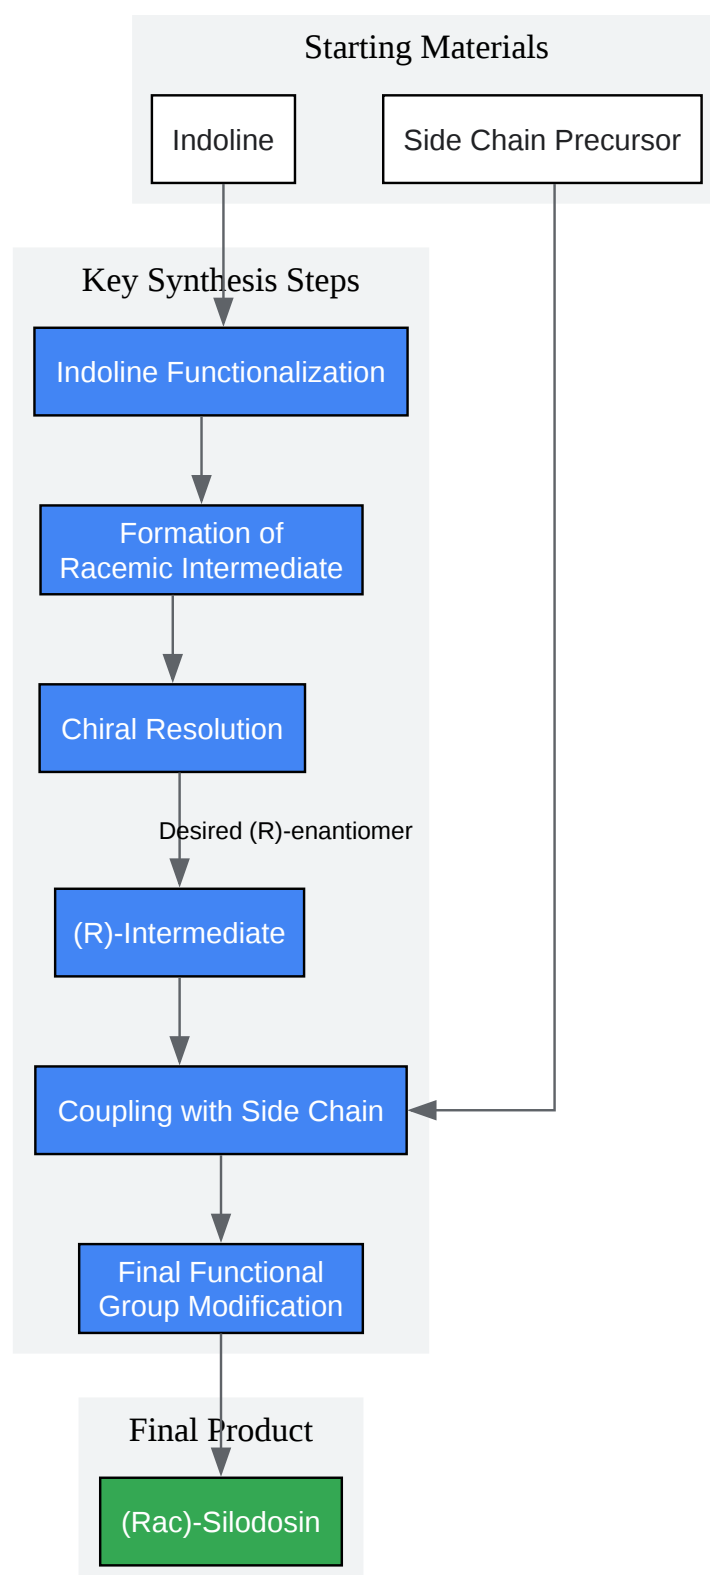 Starting Materials
Indoline
Side Chain Precursor
Key Synthesis Steps
Indoline Functionalization
Formation of
Racemic Intermediate
Chiral Resolution
Desired (R)-enantiomer
(R)-Intermediate
Coupling with Side Chain
Final Functional
Group Modification
Final Product
(Rac)-Silodosin